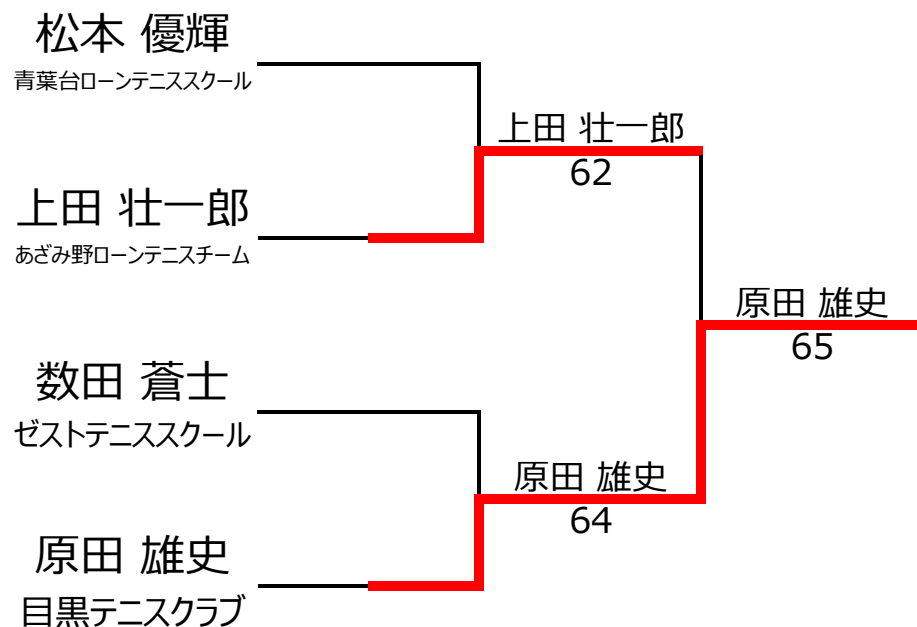 松本 優輝
青葉台ローンテニススクール
上田 壮一郎
62
上田 壮一郎
あざみ野ローンテニスチーム
原田 雄史
65
数田 蒼士
ゼストテニススクール
原田 雄史
64
原田 雄史
目黒テニスクラブ